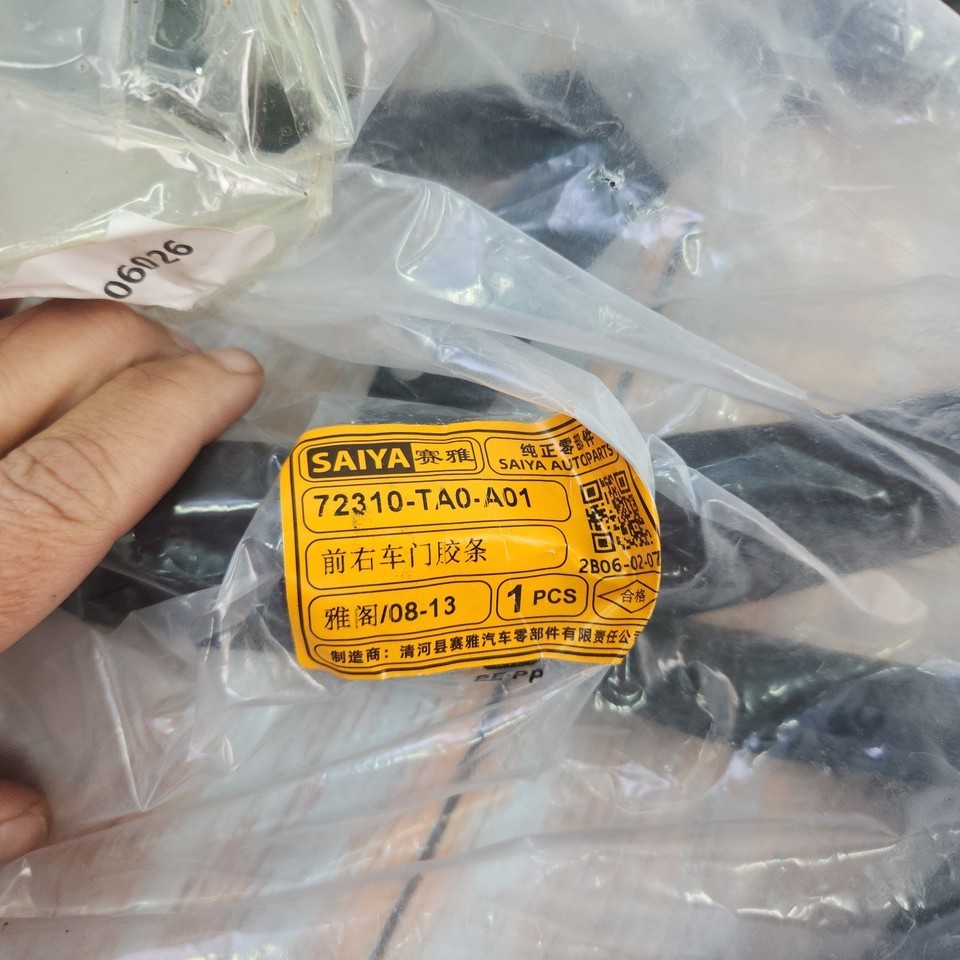 06026
SAIYA 赛雅
纯正零部件
SAIYA AUTOPARTS
72310-TA0-A01
前右车门胶条
2B06-02-07
雅阁/08-13
1 PCS
合格
制造商：清河县赛雅汽车零部件有限责任公